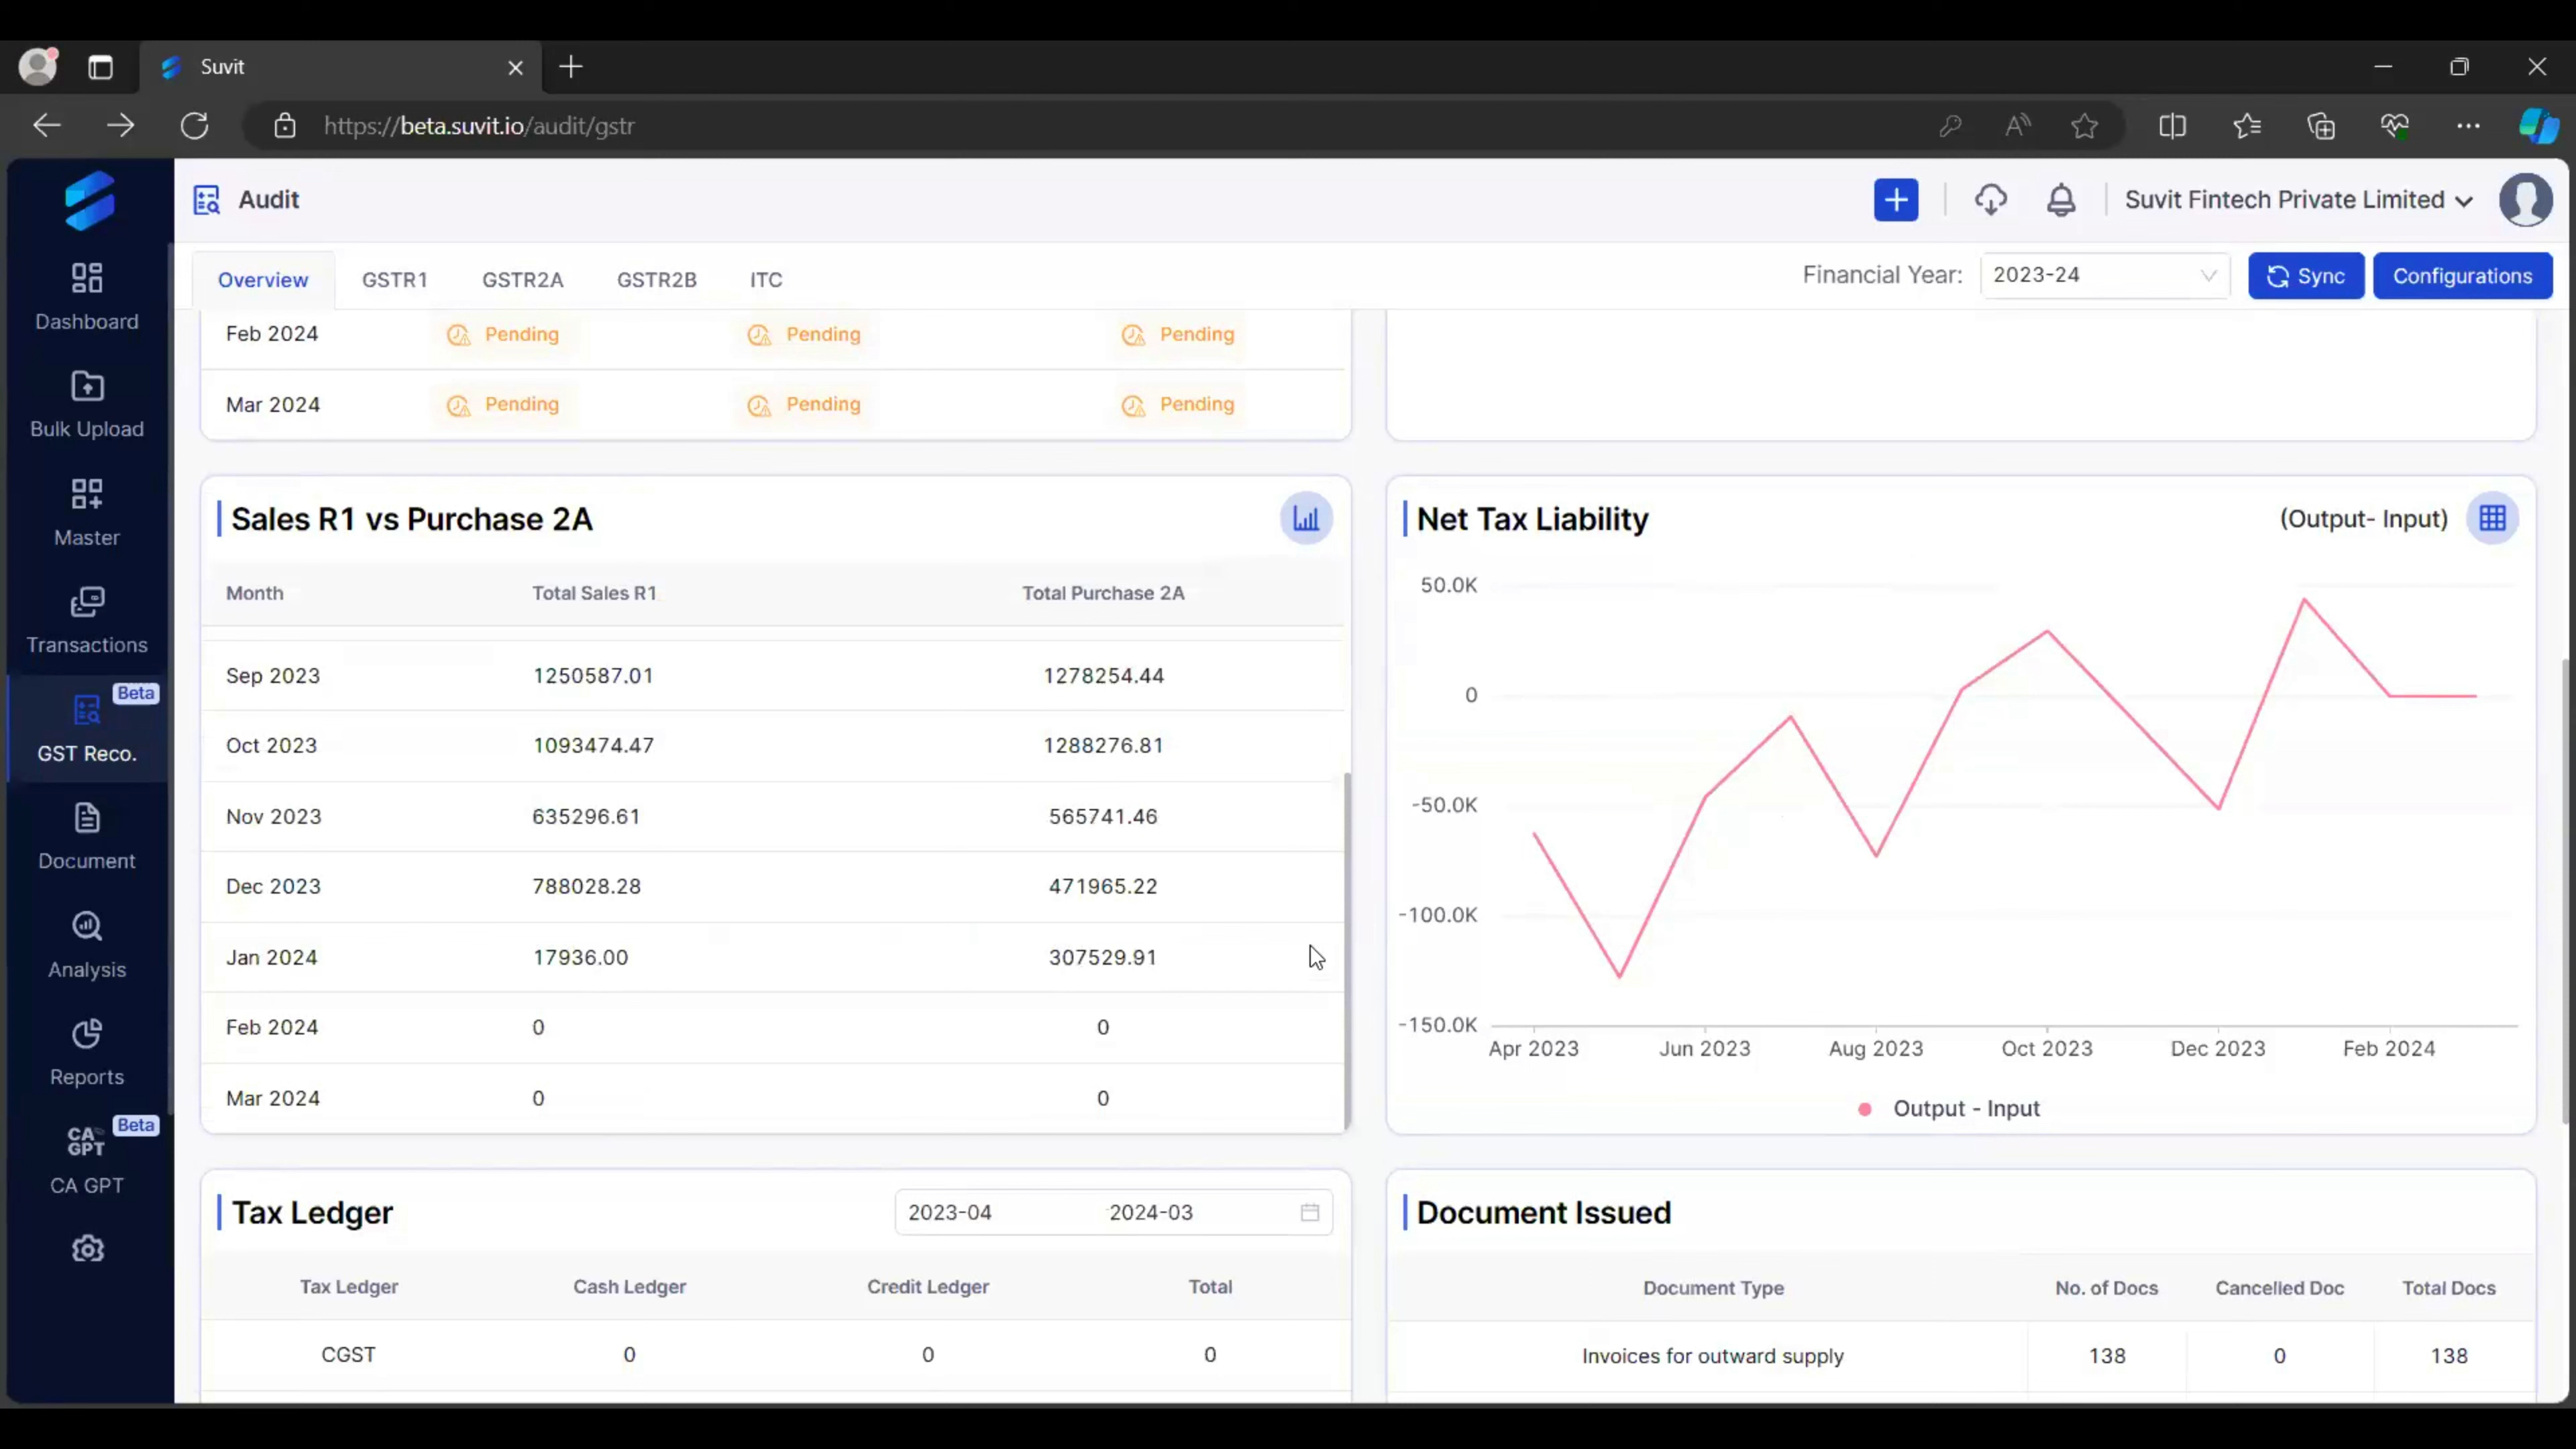 Suvit
https://beta.suvit.io/audit/gstr
Audit
Suvit Fintech Private Limited
Overview GSTR1 GSTR2A GSTR2B ITC
Financial Year: 2023-24 Sync Configurations
Dashboard
Bulk Upload
Master
Transactions
Beta
GST Reco.
Document
Analysis
Reports
Beta
CA GPT
CA GPT
Feb 2024 Pending Pending Pending
Mar 2024 Pending Pending Pending
Sales R1 vs Purchase 2A
Month Total Sales R1 Total Purchase 2A
Sep 2023 1250587.01 1278254.44
Oct 2023 1093474.47 1288276.81
Nov 2023 635296.61 565741.46
Dec 2023 788028.28 471965.22
Jan 2024 17936.00 307529.91
Feb 2024 0 0
Mar 2024 0 0
Net Tax Liability (Output- Input)
50.0K
0
-50.0K
-100.0K
-150.0K
Apr 2023 Jun 2023 Aug 2023 Oct 2023 Dec 2023 Feb 2024
Output - Input
Tax Ledger 2023-04 2024-03
Tax Ledger Cash Ledger Credit Ledger Total
CGST 0 0 0
Document Issued
Document Type No. of Docs Cancelled Doc Total Docs
Invoices for outward supply 138 0 138